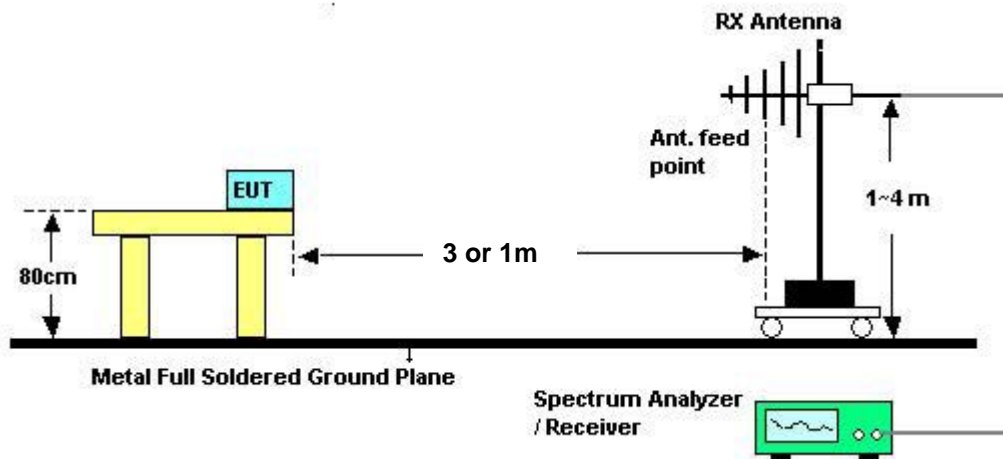 RX Antenna
Ant. feed
point
1~4 m
EUT
3 or 1m
80cm
Metal Full Soldered Ground Plane
Spectrum Analyzer
/ Receiver